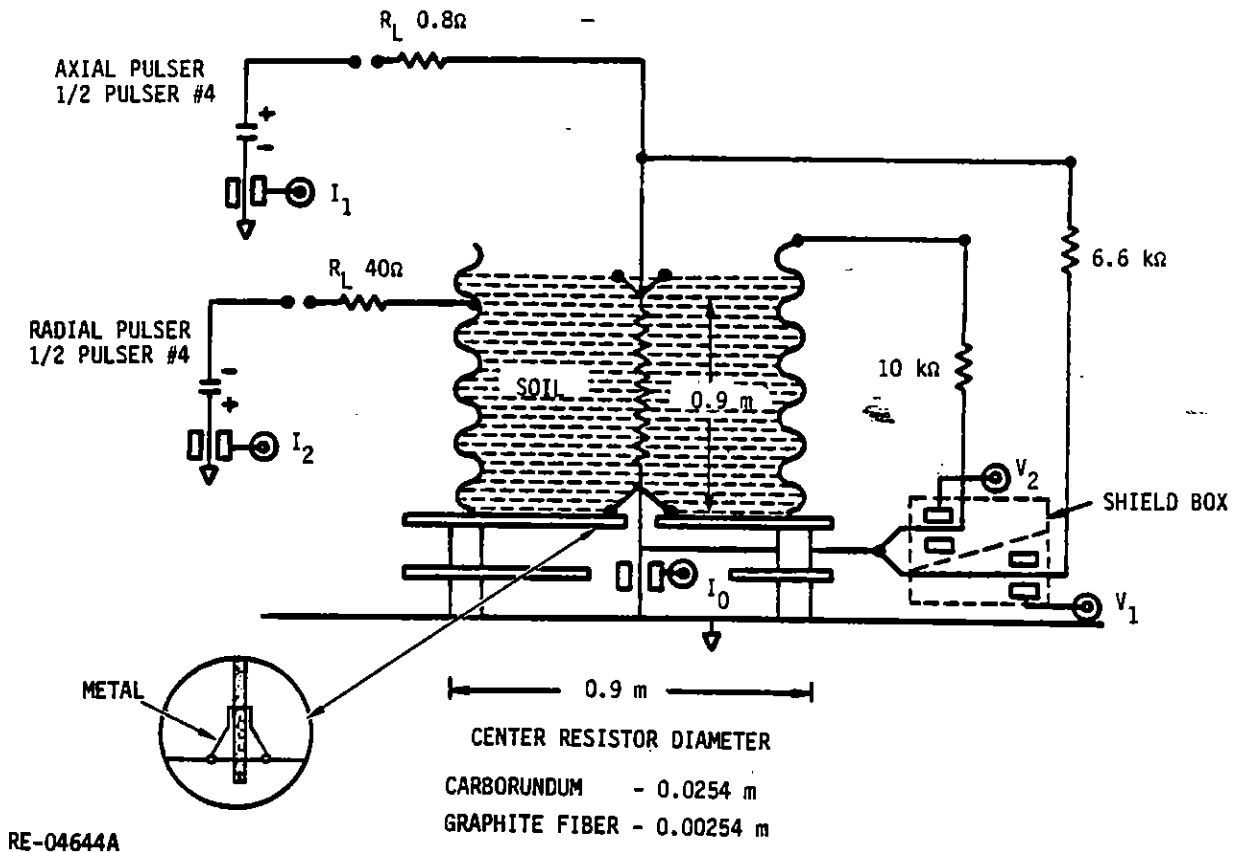 R_L 0.8Ω
AXIAL PULSER
1/2 PULSER #4
+
-
I_1
R_L 40Ω
6.6 kΩ
RADIAL PULSER
1/2 PULSER #4
-
+
I_2
SOIL
0.9 m
10 kΩ
V_2
SHIELD BOX
I_0
V_1
METAL
0.9 m
CENTER RESISTOR DIAMETER
CARBORUNDUM - 0.0254 m
GRAPHITE FIBER - 0.00254 m
RE-04644A